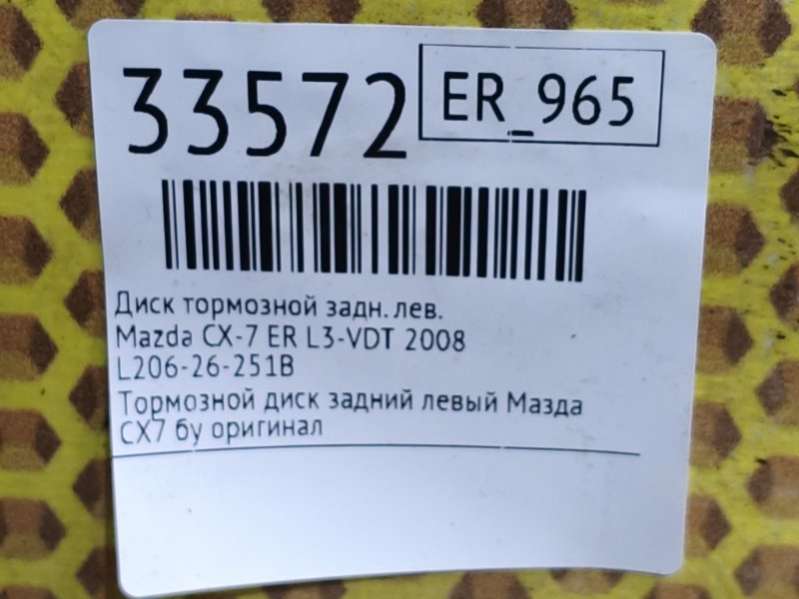 33572
ER_965
Диск тормозной задн. лев.
Mazda CX-7 ER L3-VDT 2008
L206-26-251B
Тормозной диск задний левый Мазда
СХ7 бу оригинал